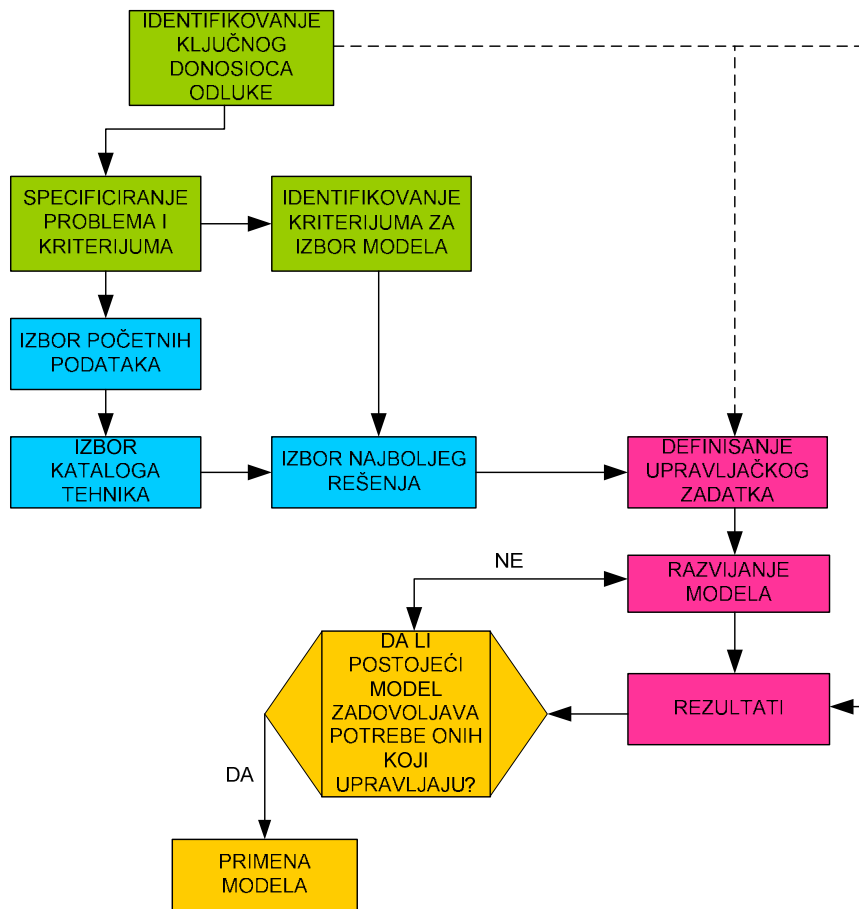 IDENTIFIKOVANJE
KLJUČNOG
DONOSIOCA
ODLUKE
SPECIFICIRANJE
PROBLEMA I
KRITERIJUMA
IDENTIFIKOVANJE
KRITERIJUMA ZA
IZBOR MODELA
IZBOR POČETNIH
PODATAKA
IZBOR
KATALOGA
TEHNIKA
IZBOR NAJBOLJEG
REŠENJA
DEFINISANJE
UPRAVLJAČKOG
ZADATKA
NE
RAZVIJANJE
MODELA
DA LI
POSTOJEĆI
MODEL
ZADOVOLJAVA
POTREBE ONIH
KOJI
UPRAVLJAJU?
REZULTATI
DA
PRIMENA
MODELA